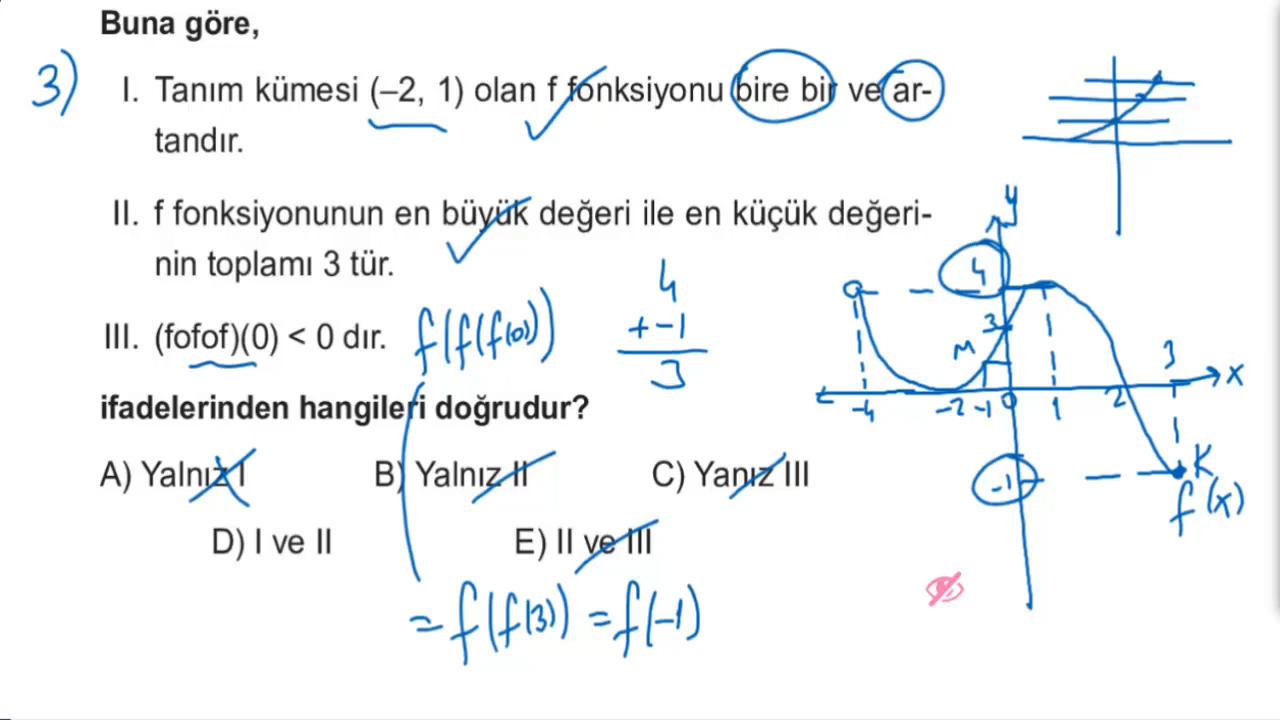 Buna göre,
3)
I. Tanım kümesi (–2, 1) olan f fonksiyonu bire bir ve ar-
tandır.
II. f fonksiyonunun en büyük değeri ile en küçük değeri-
nin toplamı 3 tür.
III. (fofof)(0) < 0 dır.
f(f(f(0)))
4
+ -1
3
ifadelerinden hangileri doğrudur?
A) Yalnız I B) Yalnız II C) Yanız III
D) I ve II E) II ve III
= f(f(3)) = f(-1)
y
4
3
M
3
x
-4 -2 -1 0 1 2
-1
K
f(x)